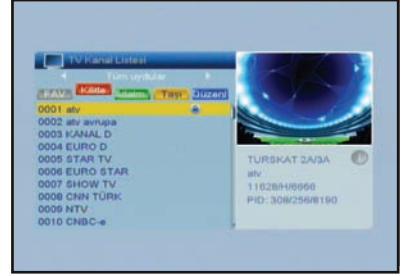 TV Kanal Listesi
Tüm uydular
FAV Kilitle Taşı Düzenl
0001 atv
0002 atv avrupa
0003 KANAL D
0004 EURO D
0005 STAR TV
0006 EURO STAR
0007 SHOW TV
0008 CNN TÜRK
0009 NTV
0010 CNBC-e
TURSKAT 2A/3A
atv
11628/H/6666
PID: 308/256/8190